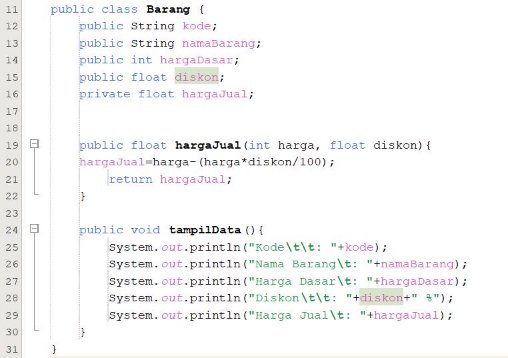 11 public class Barang {
12 public String kode;
13 public String namaBarang;
14 public int hargaDasar;
15 public float diskon;
16 private float hargaJual;
17
18
19 public float hargaJual(int harga, float diskon){
20 hargaJual=harga-(harga*diskon/100);
21 return hargaJual;
22 }
23
24 public void tampilData(){
25 System.out.println("Kode\t\t: "+kode);
26 System.out.println("Nama Barang\t: "+namaBarang);
27 System.out.println("Harga Dasar\t: "+hargaDasar);
28 System.out.println("Diskon\t\t: "+diskon+" %");
29 System.out.println("Harga Jual\t: "+hargaJual);
30 }
31 }